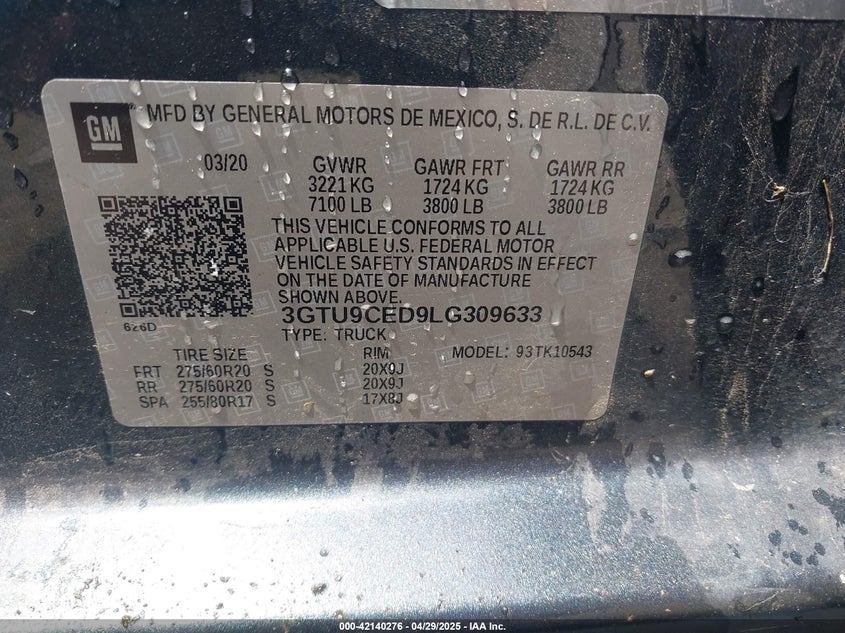 GM
MFD BY GENERAL MOTORS DE MEXICO, S. DE R.L. DE C.V.
03/20 GVWR GAWR FRT GAWR RR
3221 KG 1724 KG 1724 KG
7100 LB 3800 LB 3800 LB
THIS VEHICLE CONFORMS TO ALL
APPLICABLE U.S. FEDERAL MOTOR
VEHICLE SAFETY STANDARDS IN EFFECT
ON THE DATE OF MANUFACTURE
SHOWN ABOVE.
3GTU9CED9LG309633
626D
TYPE: TRUCK
TIRE SIZE RIM MODEL: 93TK10543
FRT 275/60R20 S 20X9J
RR 275/60R20 S 20X9J
SPA 255/80R17 S 17X8J
000-42140276 - 04/29/2025 - IAA Inc.